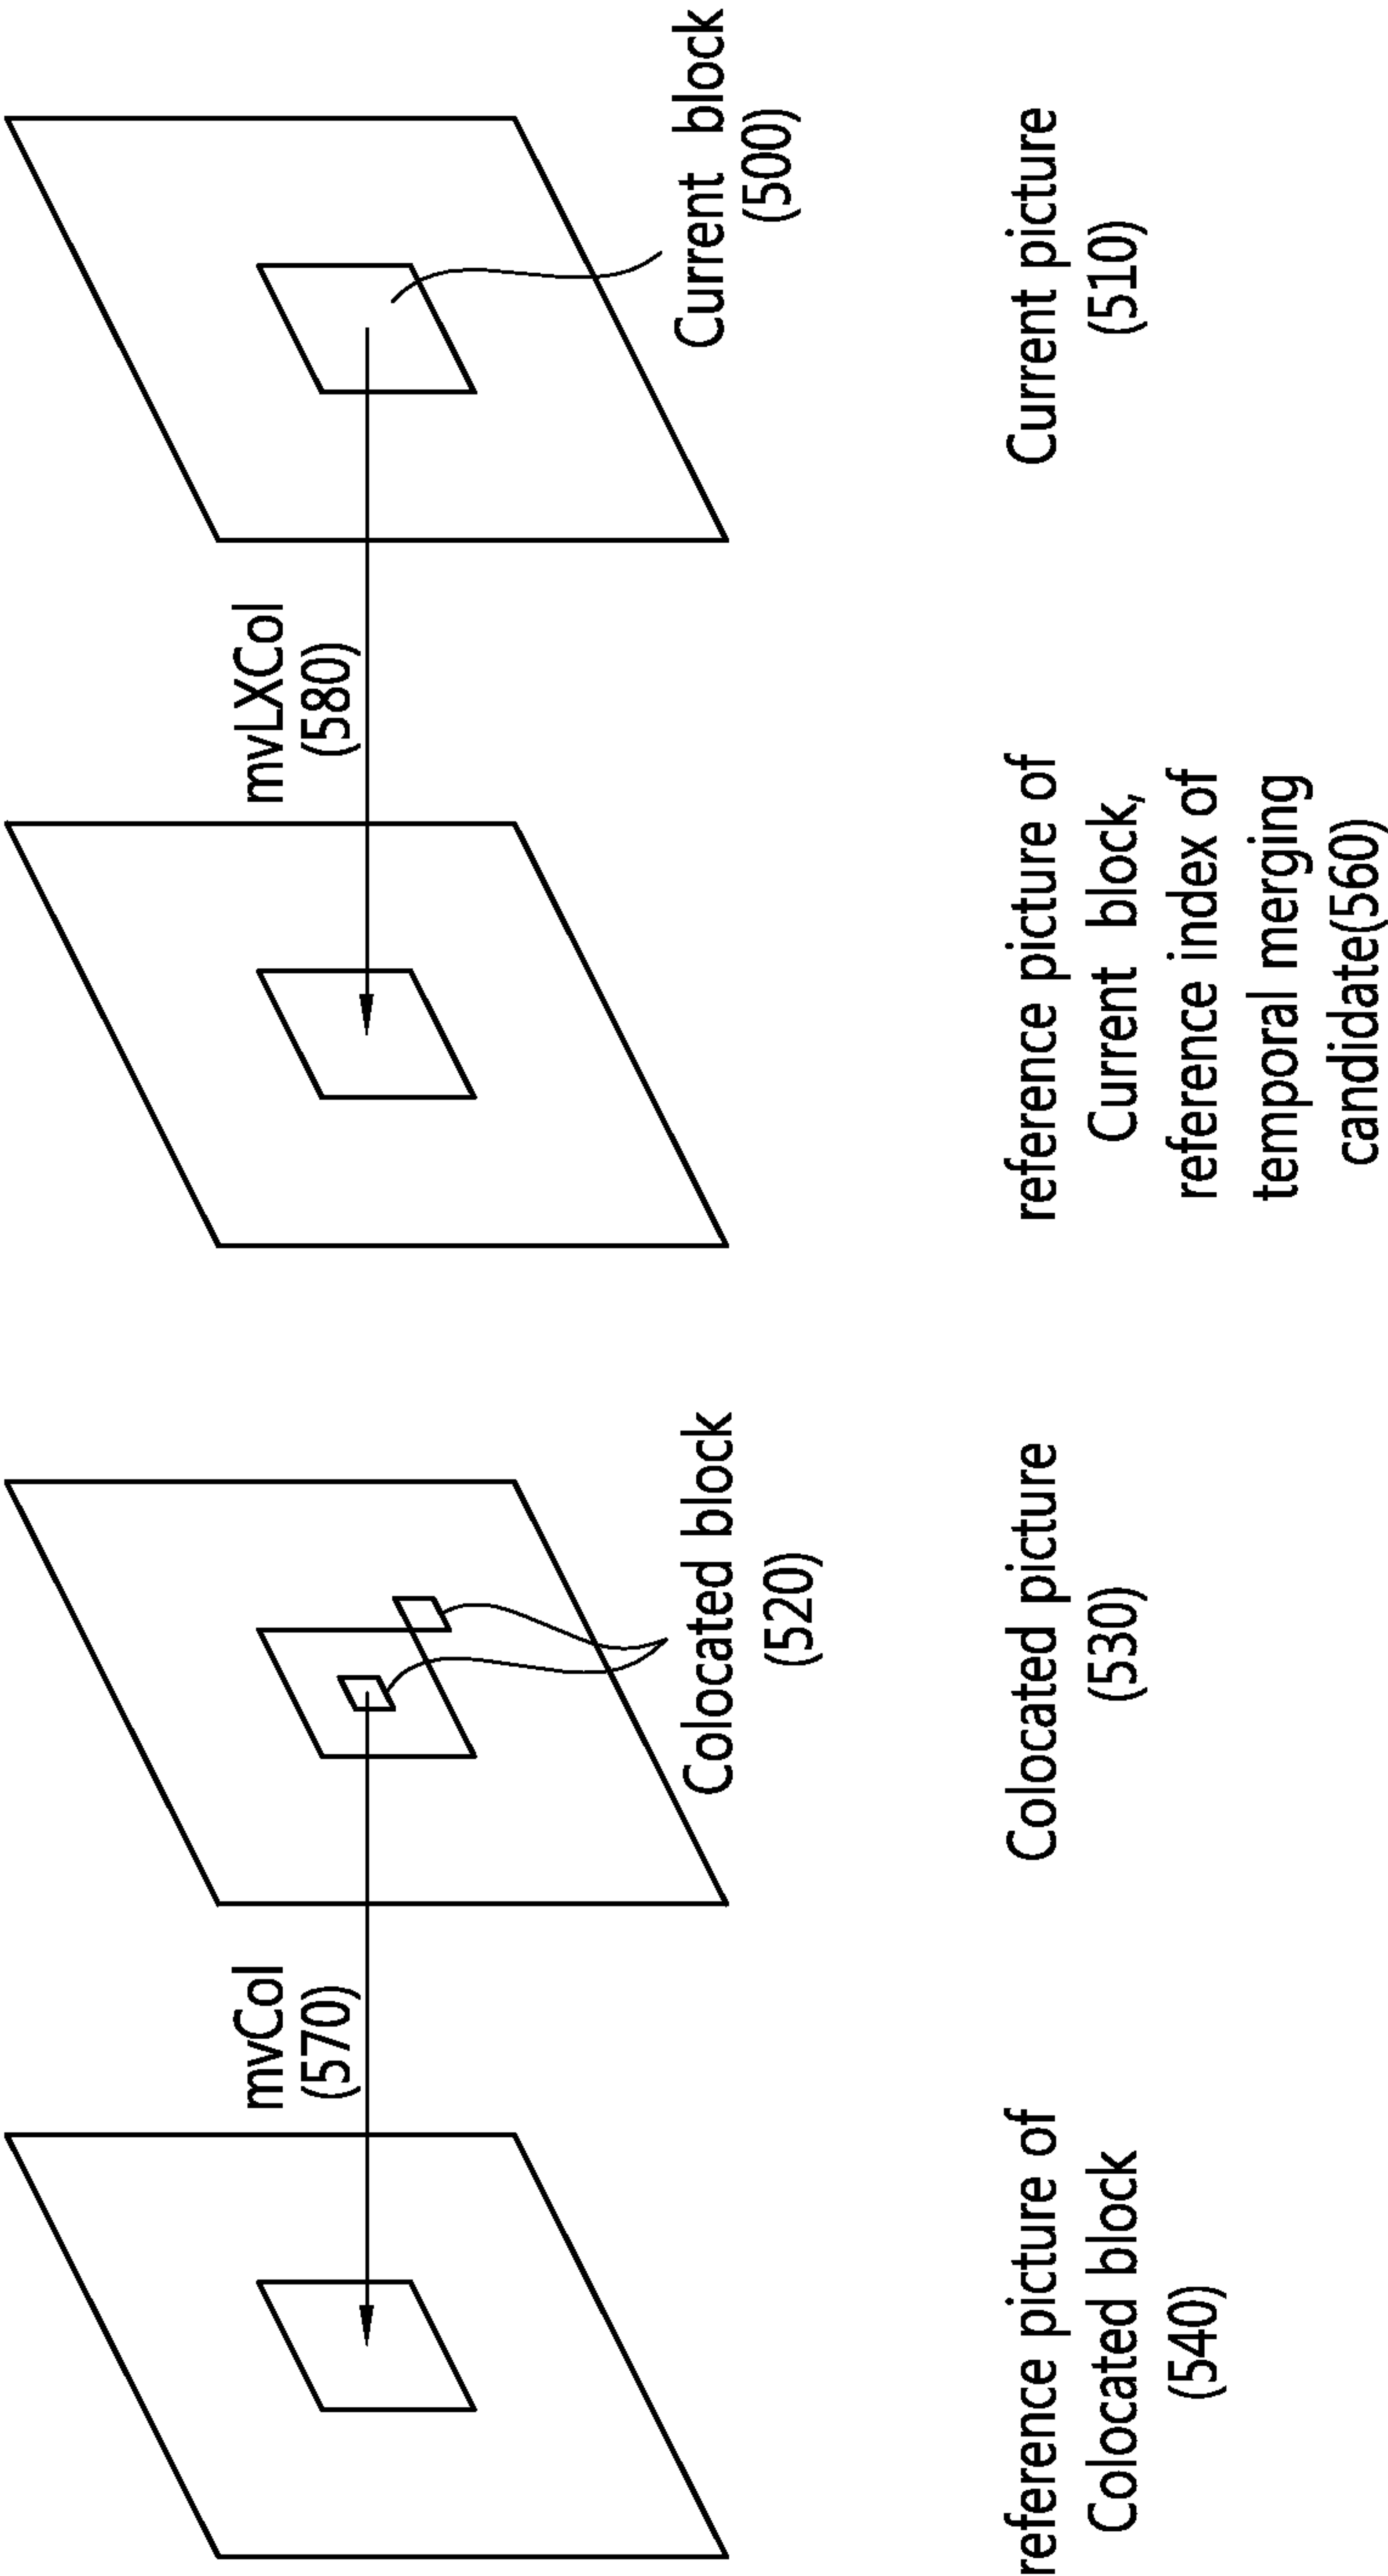 mvCol
(570)
mvLXCol
(580)
Colocated block
(520)
Current block
(500)
reference picture of
Colocated block
(540)
Colocated picture
(530)
reference picture of
Current block,
reference index of
temporal merging
candidate(560)
Current picture
(510)